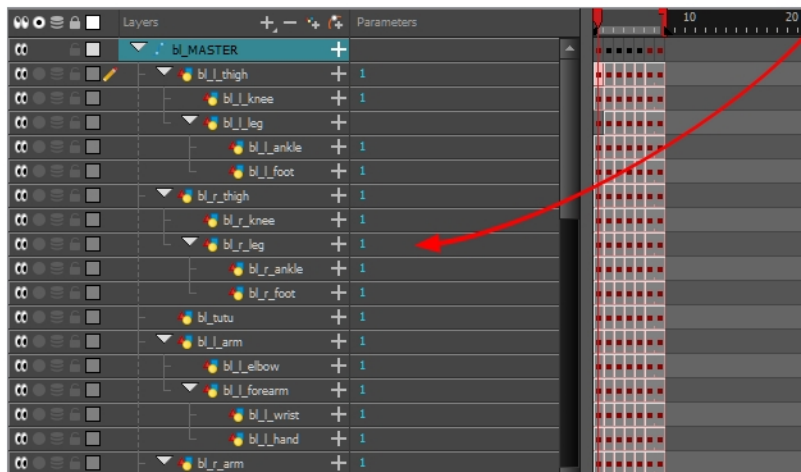 Layers Parameters 10 20
bl_MASTER
bl_l_thigh 1
bl_l_knee 1
bl_l_leg
bl_l_ankle 1
bl_l_foot 1
bl_r_thigh 1
bl_r_knee 1
bl_r_leg 1
bl_r_ankle 1
bl_r_foot 1
bl_tutu 1
bl_l_arm 1
bl_l_elbow 1
bl_l_forearm 1
bl_l_wrist 1
bl_l_hand 1
bl_r_arm 1